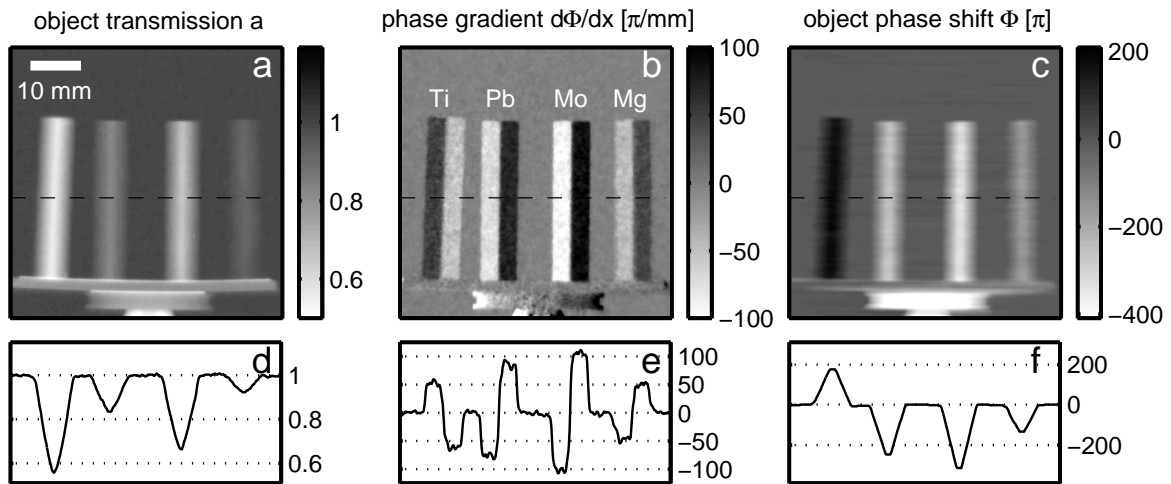 object transmission a
phase gradient dΦ/dx [π/mm]
object phase shift Φ [π]
a
10 mm
1
0.8
0.6
b
Ti Pb Mo Mg
100
50
0
−50
−100
c
200
0
−200
−400
d
1
0.8
0.6
e
100
50
0
−50
−100
f
200
0
−200